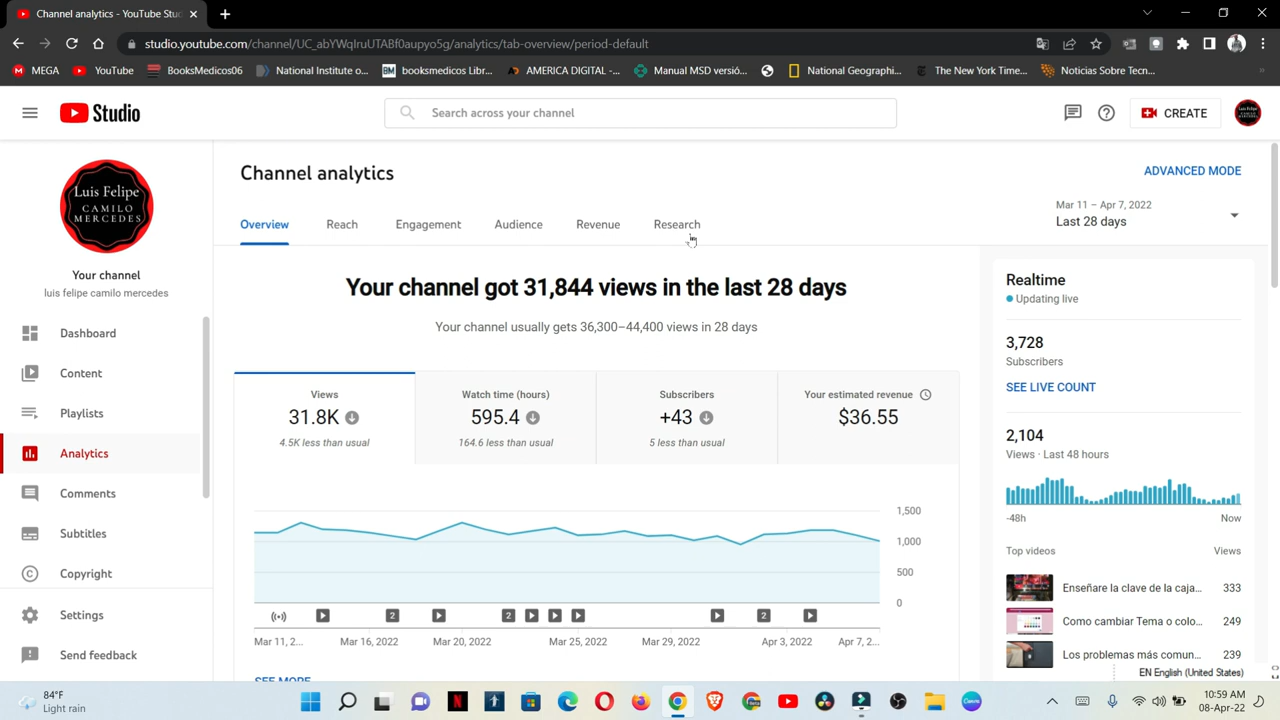 Channel analytics - YouTube Stu
studio.youtube.com/channel/UC_abYWqIruUTABf0aupyo5g/analytics/tab-overview/period-default
MEGA YouTube BooksMedicos06 National Institute o... booksmedicos Libr... AMERICA DIGITAL -... Manual MSD versió... National Geographi... The New York Time... Noticias Sobre Tecn...
Studio
Search across your channel
CREATE
Luis Felipe
CAMILO
MERCEDES
Your channel
luis felipe camilo mercedes
Dashboard
Content
Playlists
Analytics
Comments
Subtitles
Copyright
Settings
Send feedback
Channel analytics
ADVANCED MODE
Overview Reach Engagement Audience Revenue Research
Mar 11 – Apr 7, 2022
Last 28 days
Your channel got 31,844 views in the last 28 days
Your channel usually gets 36,300–44,400 views in 28 days
Views
31.8K
4.5K less than usual
Watch time (hours)
595.4
164.6 less than usual
Subscribers
+43
5 less than usual
Your estimated revenue
$36.55
1,500
1,000
500
0
2 2 2
Mar 11, 2... Mar 16, 2022 Mar 20, 2022 Mar 25, 2022 Mar 29, 2022 Apr 3, 2022 Apr 7, 2...
SEE MORE
Realtime
Updating live
3,728
Subscribers
SEE LIVE COUNT
2,104
Views · Last 48 hours
-48h Now
Top videos Views
Enseñare la clave de la caja... 333
Como cambiar Tema o colo... 249
Los problemas más comun... 239
EN English (United States)
84°F
Light rain
10:59 AM
08-Apr-22